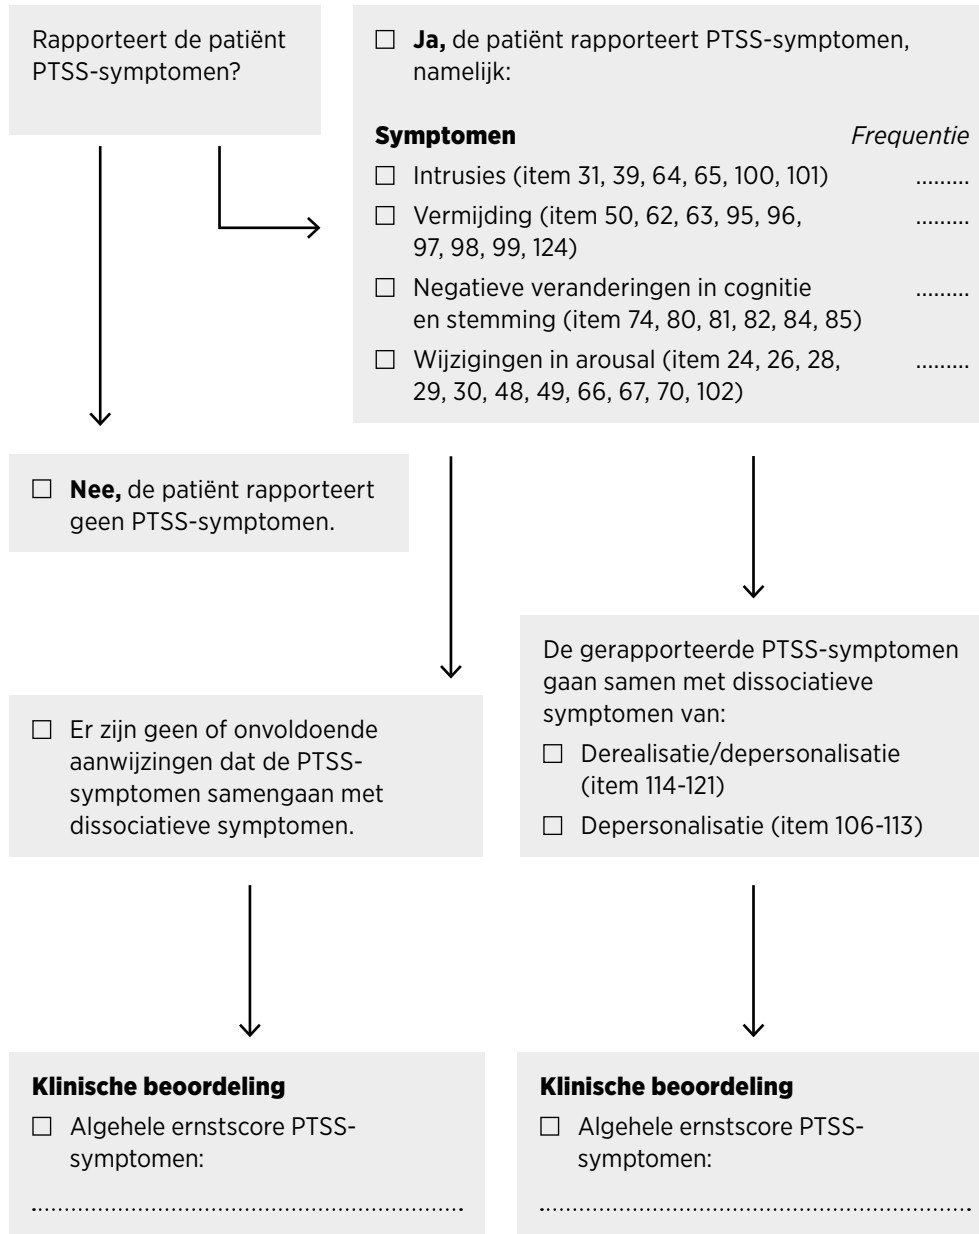 Rapporteert de patiënt
PTSS-symptomen?
☐ Ja, de patiënt rapporteert PTSS-symptomen,
namelijk:
Symptomen Frequentie
☐ Intrusies (item 31, 39, 64, 65, 100, 101) .........
☐ Vermijding (item 50, 62, 63, 95, 96, .........
97, 98, 99, 124)
☐ Negatieve veranderingen in cognitie .........
en stemming (item 74, 80, 81, 82, 84, 85)
☐ Wijzigingen in arousal (item 24, 26, 28, .........
29, 30, 48, 49, 66, 67, 70, 102)
☐ Nee, de patiënt rapporteert
geen PTSS-symptomen.
☐ Er zijn geen of onvoldoende
aanwijzingen dat de PTSS-
symptomen samengaan met
dissociatieve symptomen.
De gerapporteerde PTSS-symptomen
gaan samen met dissociatieve
symptomen van:
☐ Derealisatie/depersonalisatie
(item 114-121)
☐ Depersonalisatie (item 106-113)
Klinische beoordeling
☐ Algehele ernstscore PTSS-
symptomen:
................................................................................
Klinische beoordeling
☐ Algehele ernstscore PTSS-
symptomen:
................................................................................